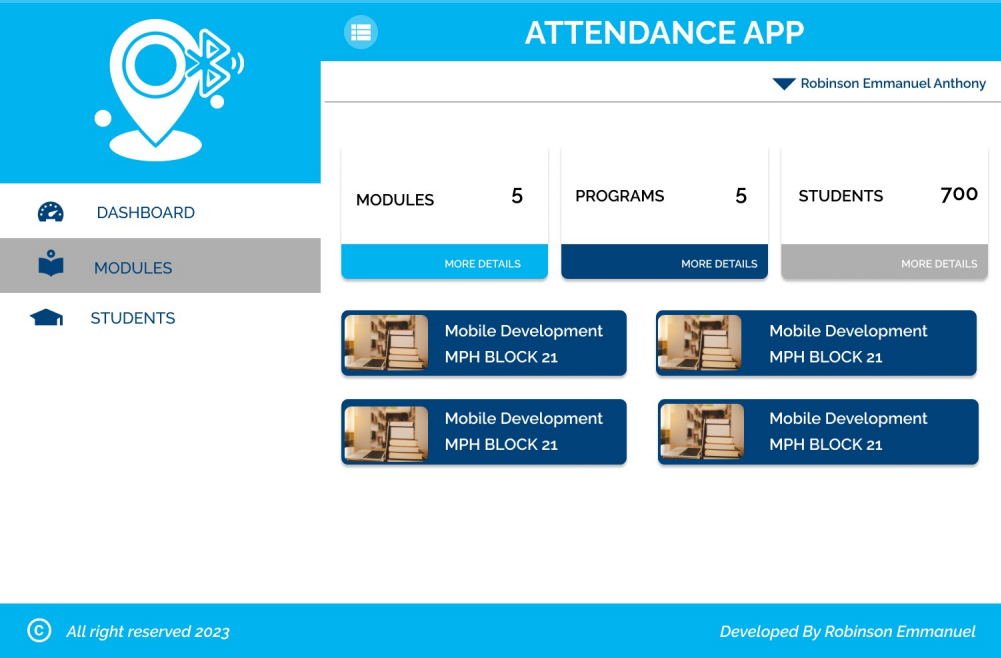 ATTENDANCE APP
Robinson Emmanuel Anthony
DASHBOARD
MODULES
STUDENTS
MODULES 5
MORE DETAILS
PROGRAMS 5
MORE DETAILS
STUDENTS 700
MORE DETAILS
Mobile Development
MPH BLOCK 21
Mobile Development
MPH BLOCK 21
Mobile Development
MPH BLOCK 21
Mobile Development
MPH BLOCK 21
© All right reserved 2023
Developed By Robinson Emmanuel